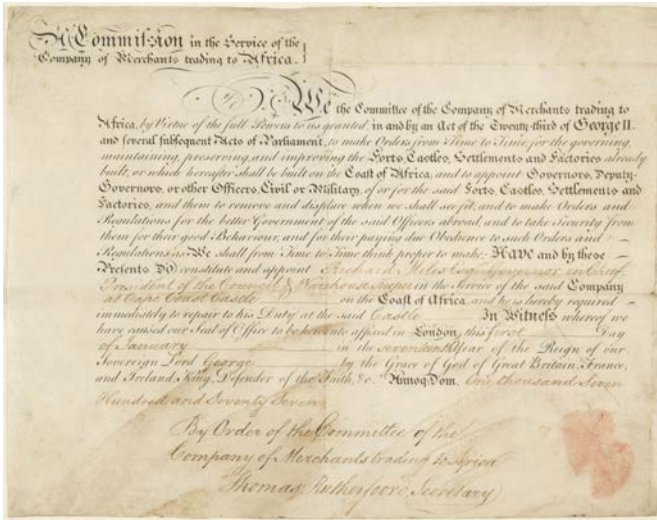 A Commission in the Service of the
Company of Merchants trading to Africa.
We the Committee of the Company of Merchants trading to
Africa, by Virtue of the full Powers to us granted, in and by an Act of the Twenty-third of George II.
and several subsequent Acts of Parliament, to make Orders from Time to Time, for the governing,
maintaining, preserving, and improving the Forts, Castles, Settlements and Factories already
built, or which hereafter shall be built on the Coast of Africa, and to appoint Governors, Deputy-
Governors, or other Officers, Civil or Military, of or for the said Forts, Castles, Settlements and
Factories, and them to remove and displace when we shall see fit, and to make Orders and
Regulations for the better Government of the said Officers abroad, and to take Security from
them for their good Behaviour, and for their paying due Obedience to such Orders and
Regulations as We shall from Time to Time think proper to make: Have and by these
Presents Do constitute and appoint Richard Miles Esqr. Governor in Chief
President of the Council & Warehousekeeper in the Service of the said Company
at Cape Coast Castle on the Coast of Africa, and he is hereby required
immediately to repair to his Duty at the said Castle In Witness whereof we
have caused our Seal of Office to be hereunto affixed in London, this first Day
of January in the seventeenth Year of the Reign of our
Sovereign Lord George by the Grace of God of Great Britain, France,
and Ireland, King, Defender of the Faith, &c. Annoq. Dom. One thousand Seven
Hundred and Seventy Seven
By Order of the Committee of the
Company of Merchants trading to Africa
Thomas Rutherfoord, Secretary